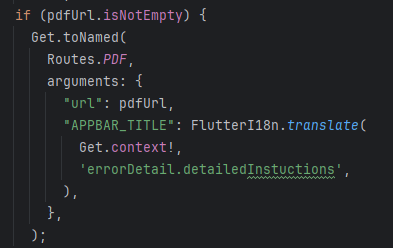 if (pdfUrl.isNotEmpty) {
Get.toNamed(
Routes.PDF,
arguments: {
"url": pdfUrl,
"APPBAR_TITLE": FlutterI18n.translate(
Get.context!,
'errorDetail.detailedInstuctions',
),
},
);